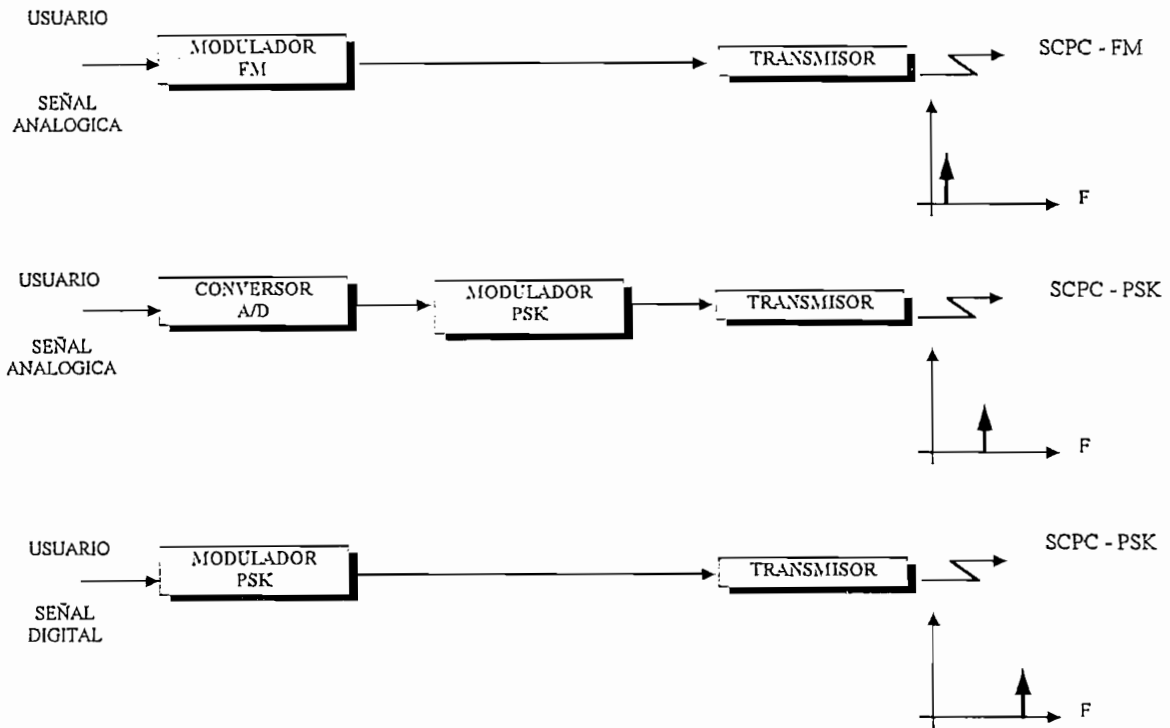 USUARIO
SEÑAL
ANALOGICA
MODULADOR
FM
TRANSMISOR
SCPC - FM
F
USUARIO
SEÑAL
ANALOGICA
CONVERSOR
A/D
MODULADOR
PSK
TRANSMISOR
SCPC - PSK
F
USUARIO
SEÑAL
DIGITAL
MODULADOR
PSK
TRANSMISOR
SCPC - PSK
F